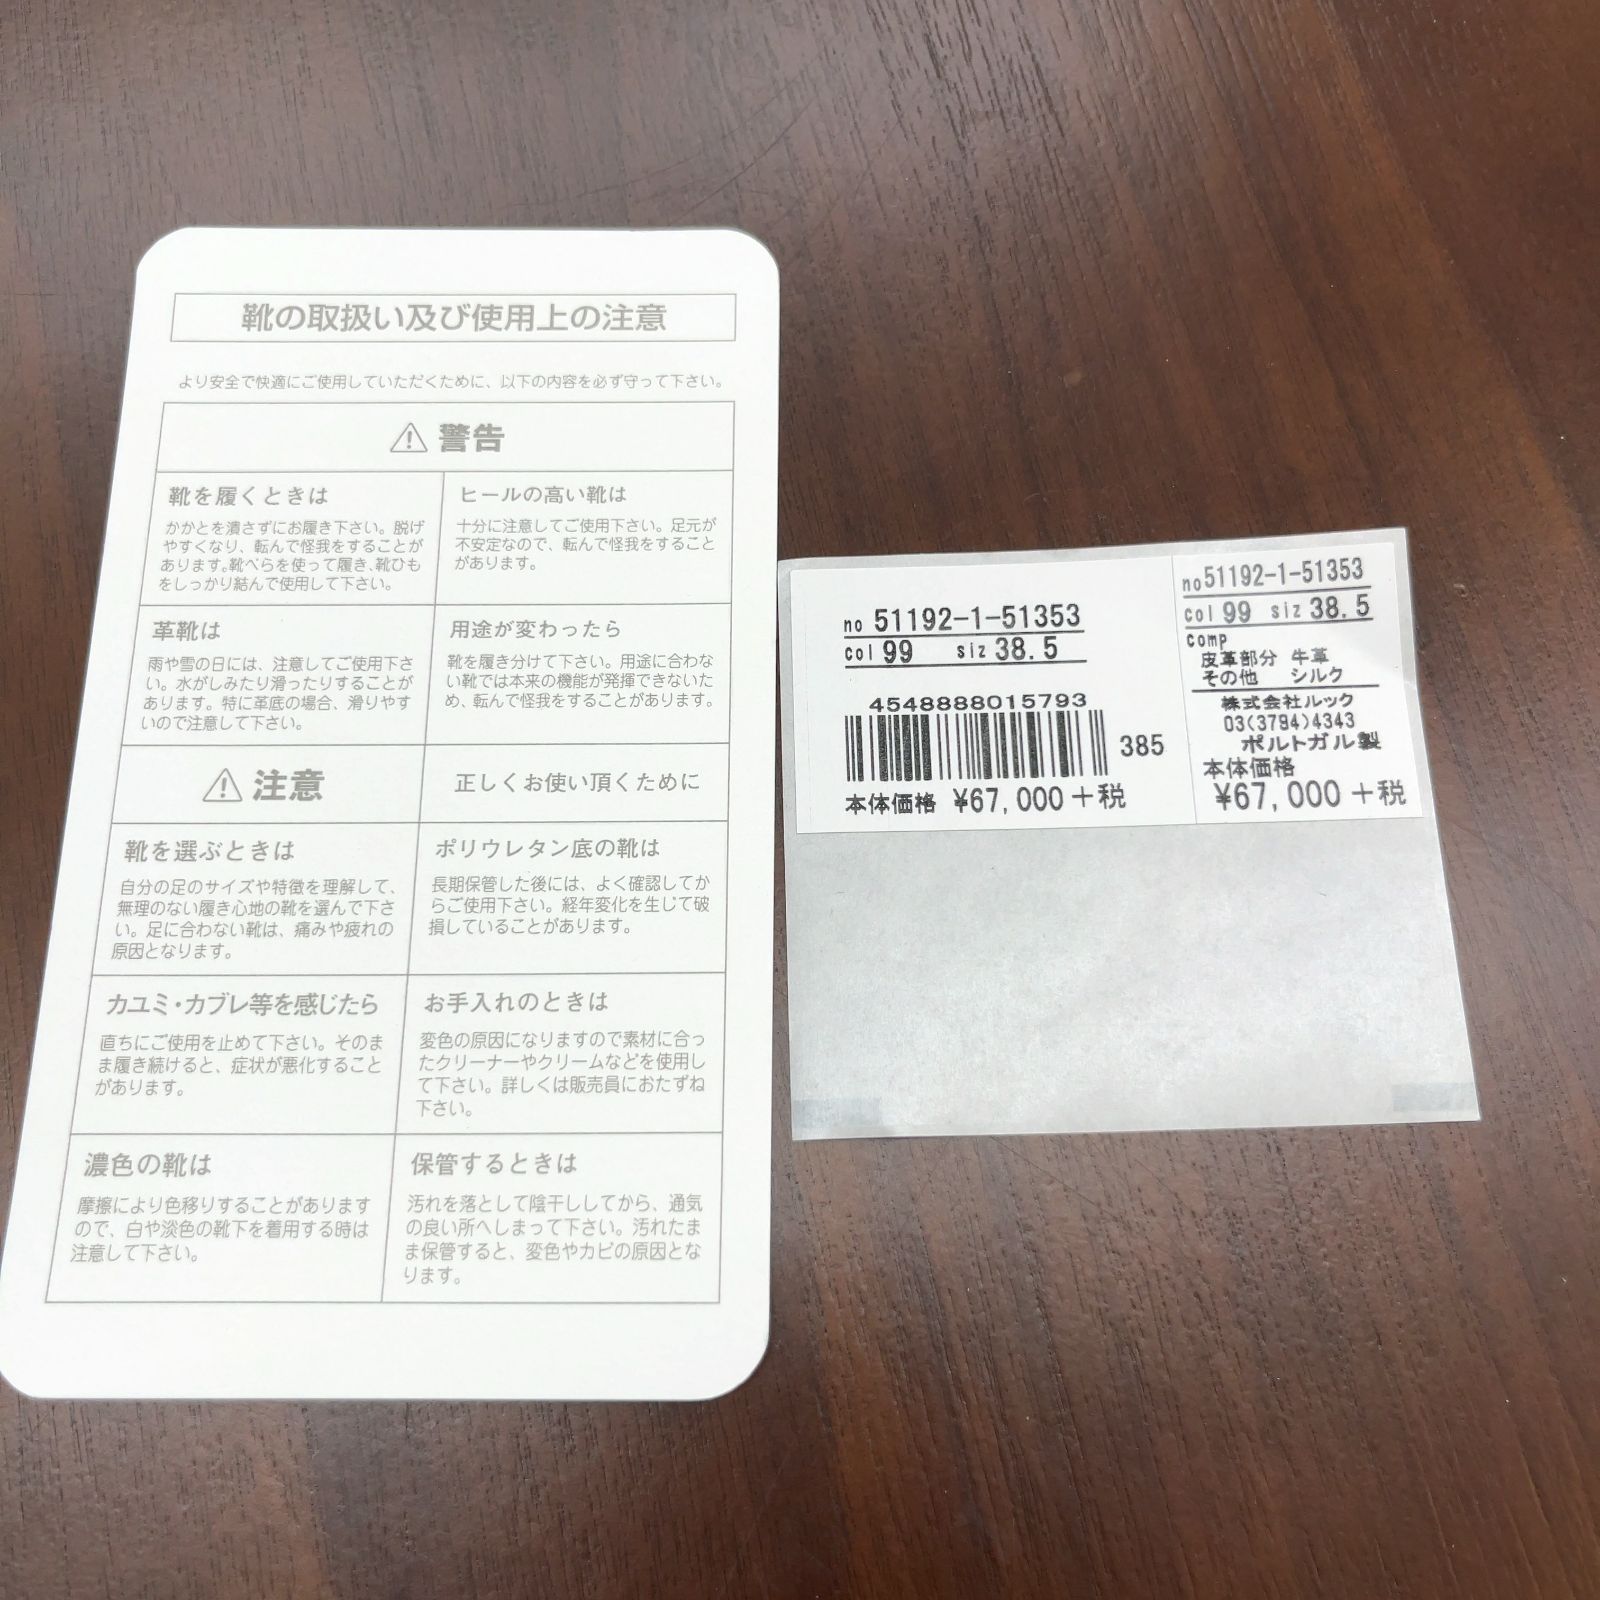 靴の取扱い及び使用上の注意
より安全で快適にご使用していただくために、以下の内容を必ず守って下さい。
警告
靴を履くときは
かかとを潰さずにお履き下さい。脱げ
やすくなり、転んで怪我をすることが
あります。靴べらを使って履き、靴ひも
をしっかり結んで使用して下さい。
ヒールの高い靴は
十分に注意してご使用下さい。足元が
不安定なので、転んで怪我をすること
があります。
革靴は
雨や雪の日には、注意してご使用下さ
い。水がしみたり滑ったりすることが
あります。特に革底の場合、滑りやす
いので注意して下さい。
用途が変わったら
靴を履き分けて下さい。用途に合わな
い靴では本来の機能が発揮できないた
め、転んで怪我をすることがあります。
注意
正しくお使い頂くために
靴を選ぶときは
自分の足のサイズや特徴を理解して、
無理のない履き心地の靴を選んで下さ
い。足に合わない靴は、痛みや疲れの
原因となります。
ポリウレタン底の靴は
長期保管した後には、よく確認してか
らご使用下さい。経年変化を生じて破
損していることがあります。
カユミ・カブレ等を感じたら
直ちにご使用を止めて下さい。そのま
ま履き続けると、症状が悪化すること
があります。
お手入れのときは
変色の原因になりますので素材に合っ
たクリーナーやクリームなどを使用し
て下さい。詳しくは販売員におたずね
下さい。
濃色の靴は
摩擦により色移りすることがあります
ので、白や淡色の靴下を着用する時は
注意して下さい。
保管するときは
汚れを落として陰干ししてから、通気
の良い所へしまって下さい。汚れたま
ま保管すると、変色やカビの原因とな
ります。
no 51192-1-51353
col 99 siz 38.5
4548888015793
385
本体価格 ¥67,000+税
no 51192-1-51353
col 99 siz 38.5
comp
皮革部分 牛革
その他 シルク
株式会社ルック
03(3794)4343
ポルトガル製
本体価格
¥67,000+税